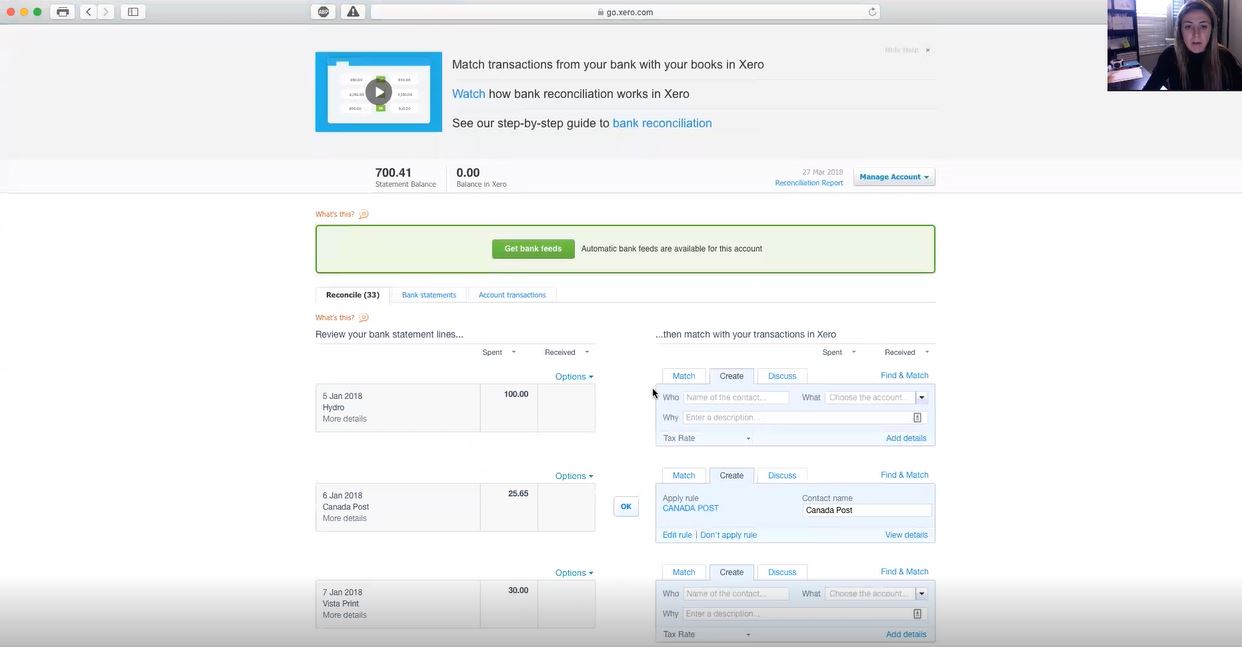 ABP
go.xero.com
Hide Help ×
Match transactions from your bank with your books in Xero
Watch how bank reconciliation works in Xero
See our step-by-step guide to bank reconciliation
700.41
Statement Balance
0.00
Balance in Xero
27 Mar 2018
Reconciliation Report
Manage Account
What's this?
Get bank feeds
Automatic bank feeds are available for this account
Reconcile (33)
Bank statements
Account transactions
What's this?
Review your bank statement lines...
...then match with your transactions in Xero
Spent
Received
Spent
Received
Options
Match
Create
Discuss
Find & Match
5 Jan 2018
Hydro
More details
100.00
Who
Name of the contact...
What
Choose the account...
Why
Enter a description...
Tax Rate
Add details
Options
Match
Create
Discuss
Find & Match
6 Jan 2018
Canada Post
More details
25.65
OK
Apply rule
CANADA POST
Contact name
Canada Post
Edit rule | Don't apply rule
View details
Options
Match
Create
Discuss
Find & Match
7 Jan 2018
Vista Print
More details
30.00
Who
Name of the contact...
What
Choose the account...
Why
Enter a description...
Tax Rate
Add details